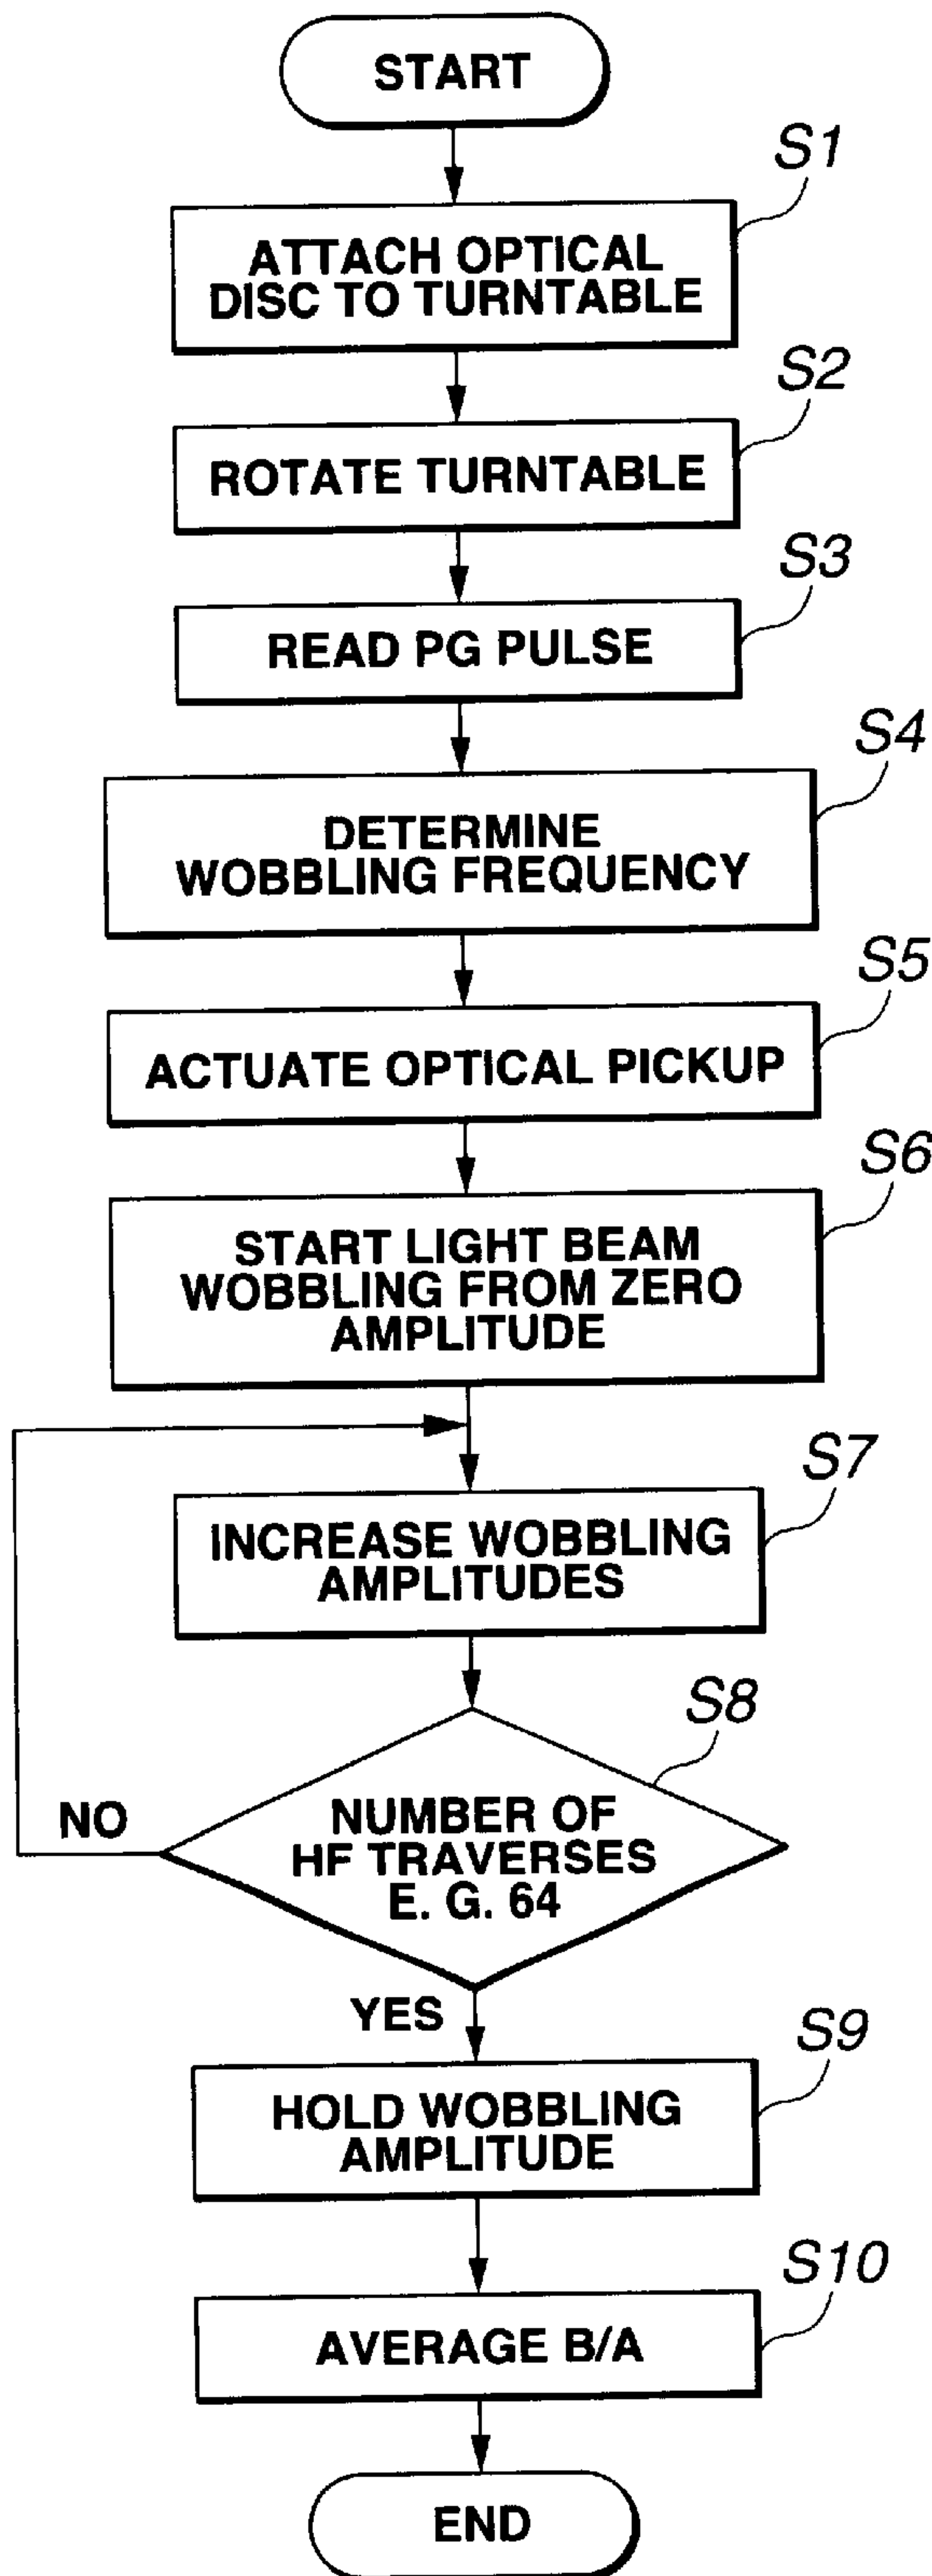 START
S1
ATTACH OPTICAL
DISC TO TURNTABLE
S2
ROTATE TURNTABLE
S3
READ PG PULSE
S4
DETERMINE
WOBBLING FREQUENCY
S5
ACTUATE OPTICAL PICKUP
S6
START LIGHT BEAM
WOBBLING FROM ZERO
AMPLITUDE
S7
INCREASE WOBBLING
AMPLITUDES
S8
NO
NUMBER OF
HF TRAVERSES
E. G. 64
YES
S9
HOLD WOBBLING
AMPLITUDE
S10
AVERAGE B/A
END